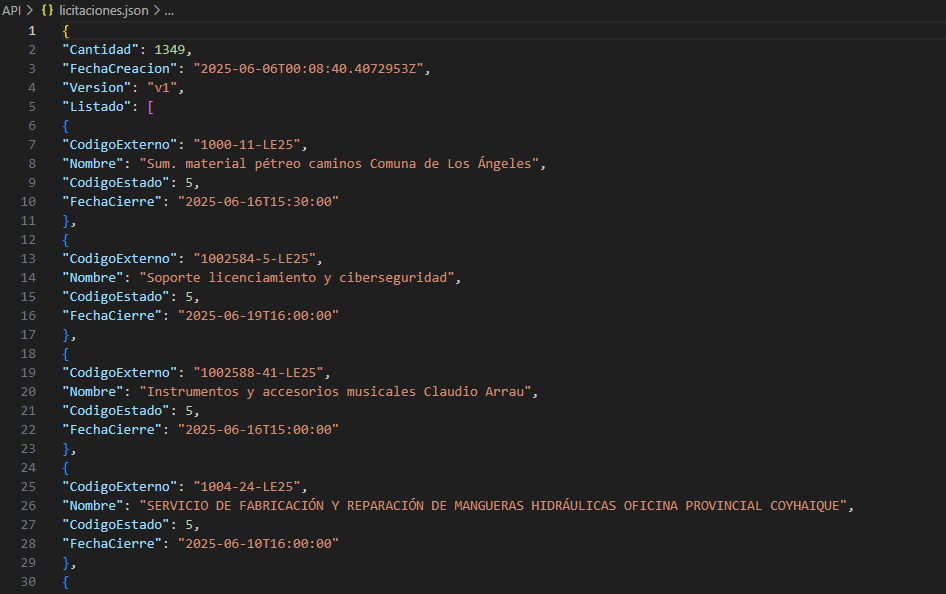 API > {} licitaciones.json > ...
1 {
2 "Cantidad": 1349,
3 "FechaCreacion": "2025-06-06T00:08:40.4072953Z",
4 "Version": "v1",
5 "Listado": [
6 {
7 "CodigoExterno": "1000-11-LE25",
8 "Nombre": "Sum. material pétreo caminos Comuna de Los Ángeles",
9 "CodigoEstado": 5,
10 "FechaCierre": "2025-06-16T15:30:00"
11 },
12 {
13 "CodigoExterno": "1002584-5-LE25",
14 "Nombre": "Soporte licenciamiento y ciberseguridad",
15 "CodigoEstado": 5,
16 "FechaCierre": "2025-06-19T16:00:00"
17 },
18 {
19 "CodigoExterno": "1002588-41-LE25",
20 "Nombre": "Instrumentos y accesorios musicales Claudio Arrau",
21 "CodigoEstado": 5,
22 "FechaCierre": "2025-06-16T15:00:00"
23 },
24 {
25 "CodigoExterno": "1004-24-LE25",
26 "Nombre": "SERVICIO DE FABRICACIÓN Y REPARACIÓN DE MANGUERAS HIDRÁULICAS OFICINA PROVINCIAL COYHAIQUE",
27 "CodigoEstado": 5,
28 "FechaCierre": "2025-06-10T16:00:00"
29 },
30 {